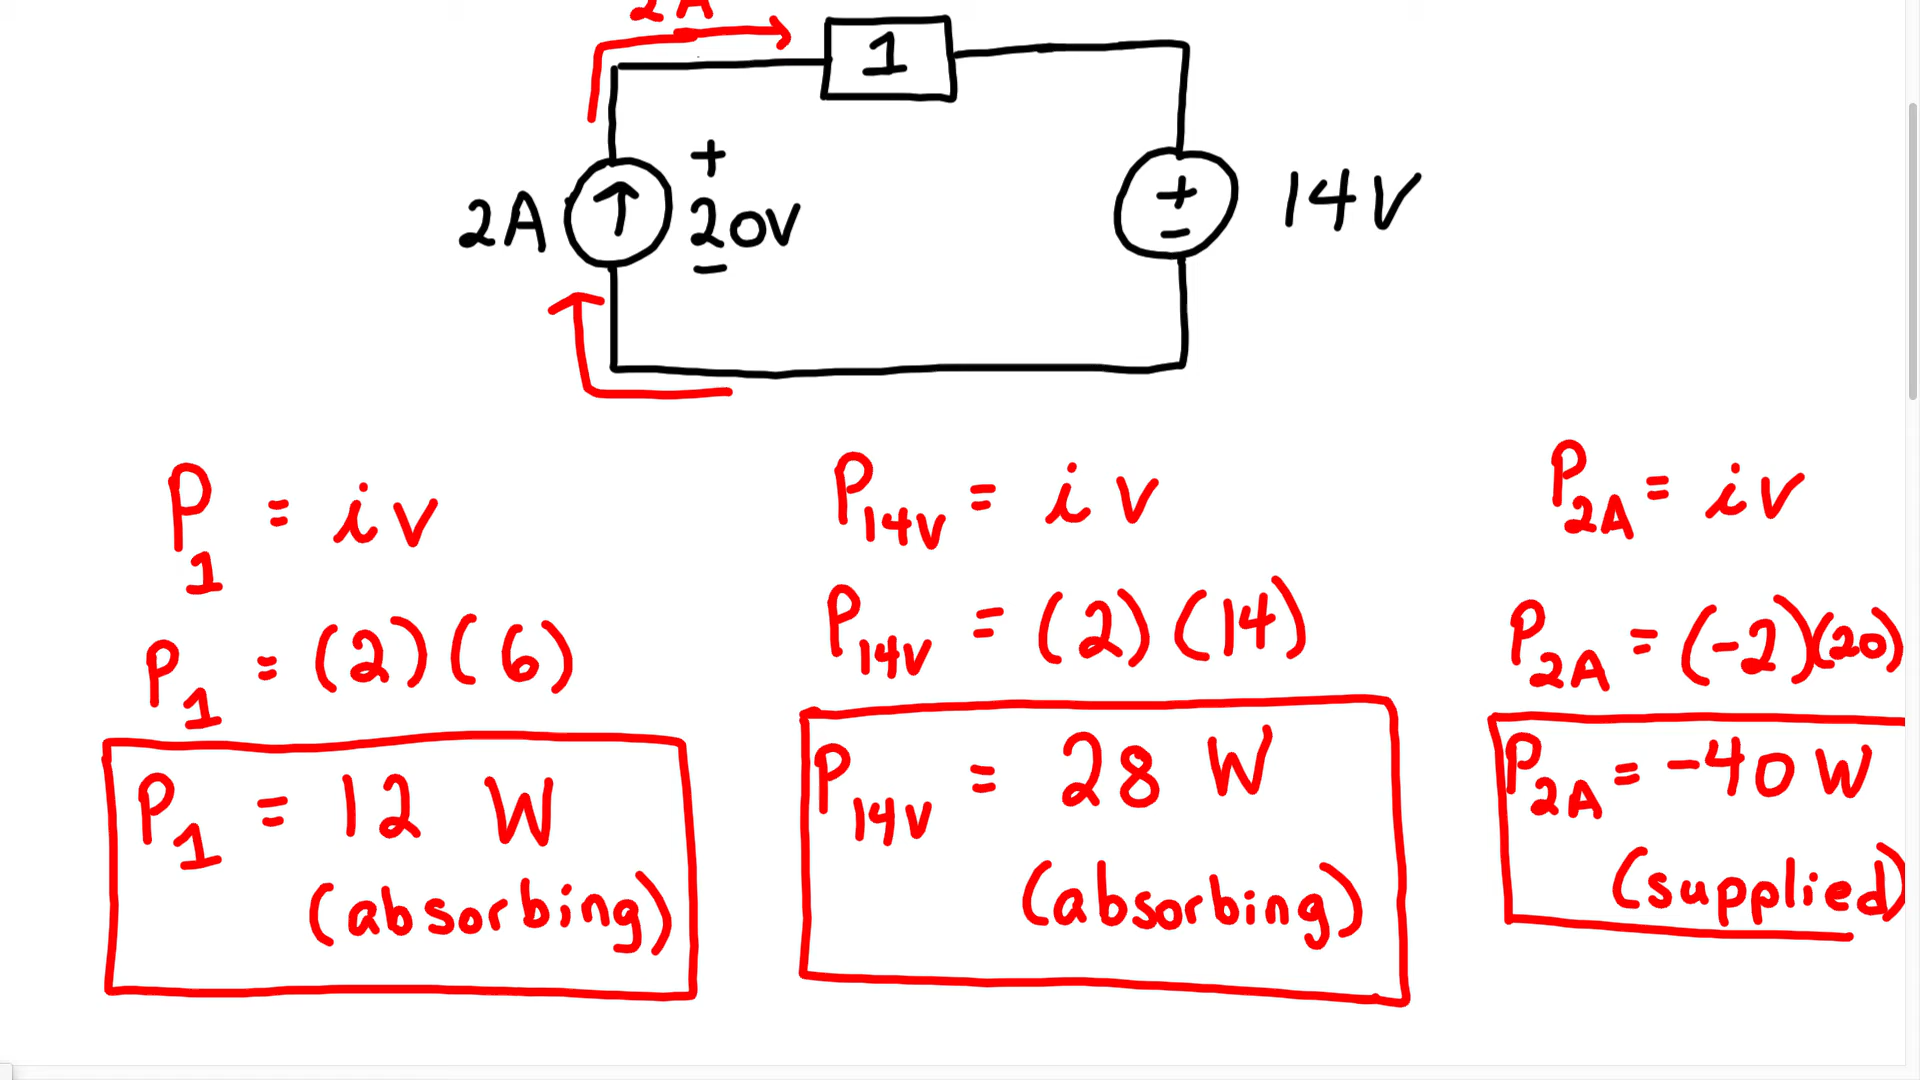 2A
1
+
2A
20V
−
+
−
14V
P₁ = iv
P₁ = (2)(6)
P₁ = 12 W
(absorbing)
P₁₄ᵥ = iv
P₁₄ᵥ = (2)(14)
P₁₄ᵥ = 28 W
(absorbing)
P₂A = iv
P₂A = (-2)(20)
P₂A = -40 W
(supplied)